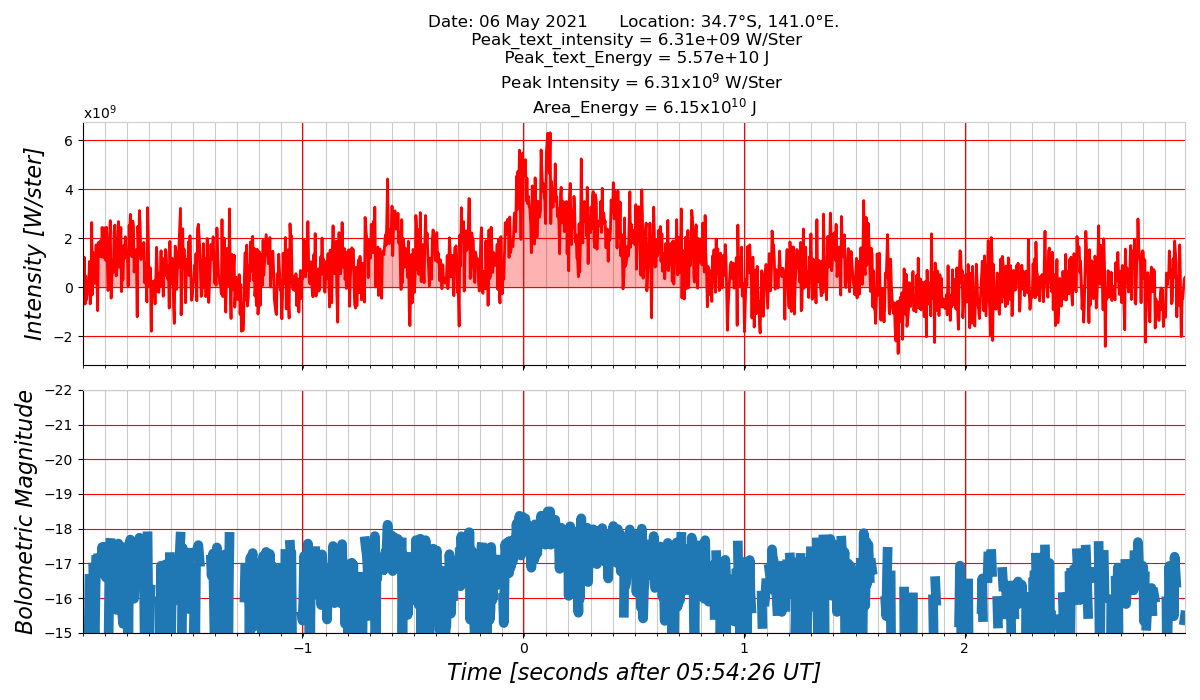 Date: 06 May 2021      Location: 34.7°S, 141.0°E.
Peak_text_intensity = 6.31e+09 W/Ster
Peak_text_Energy = 5.57e+10 J
Peak Intensity = 6.31x10⁹ W/Ster
Area_Energy = 6.15x10¹⁰ J
x10⁹
Intensity [W/ster]
6
4
2
0
−2
Bolometric Magnitude
−22
−21
−20
−19
−18
−17
−16
−15
−1 0 1 2
Time [seconds after 05:54:26 UT]